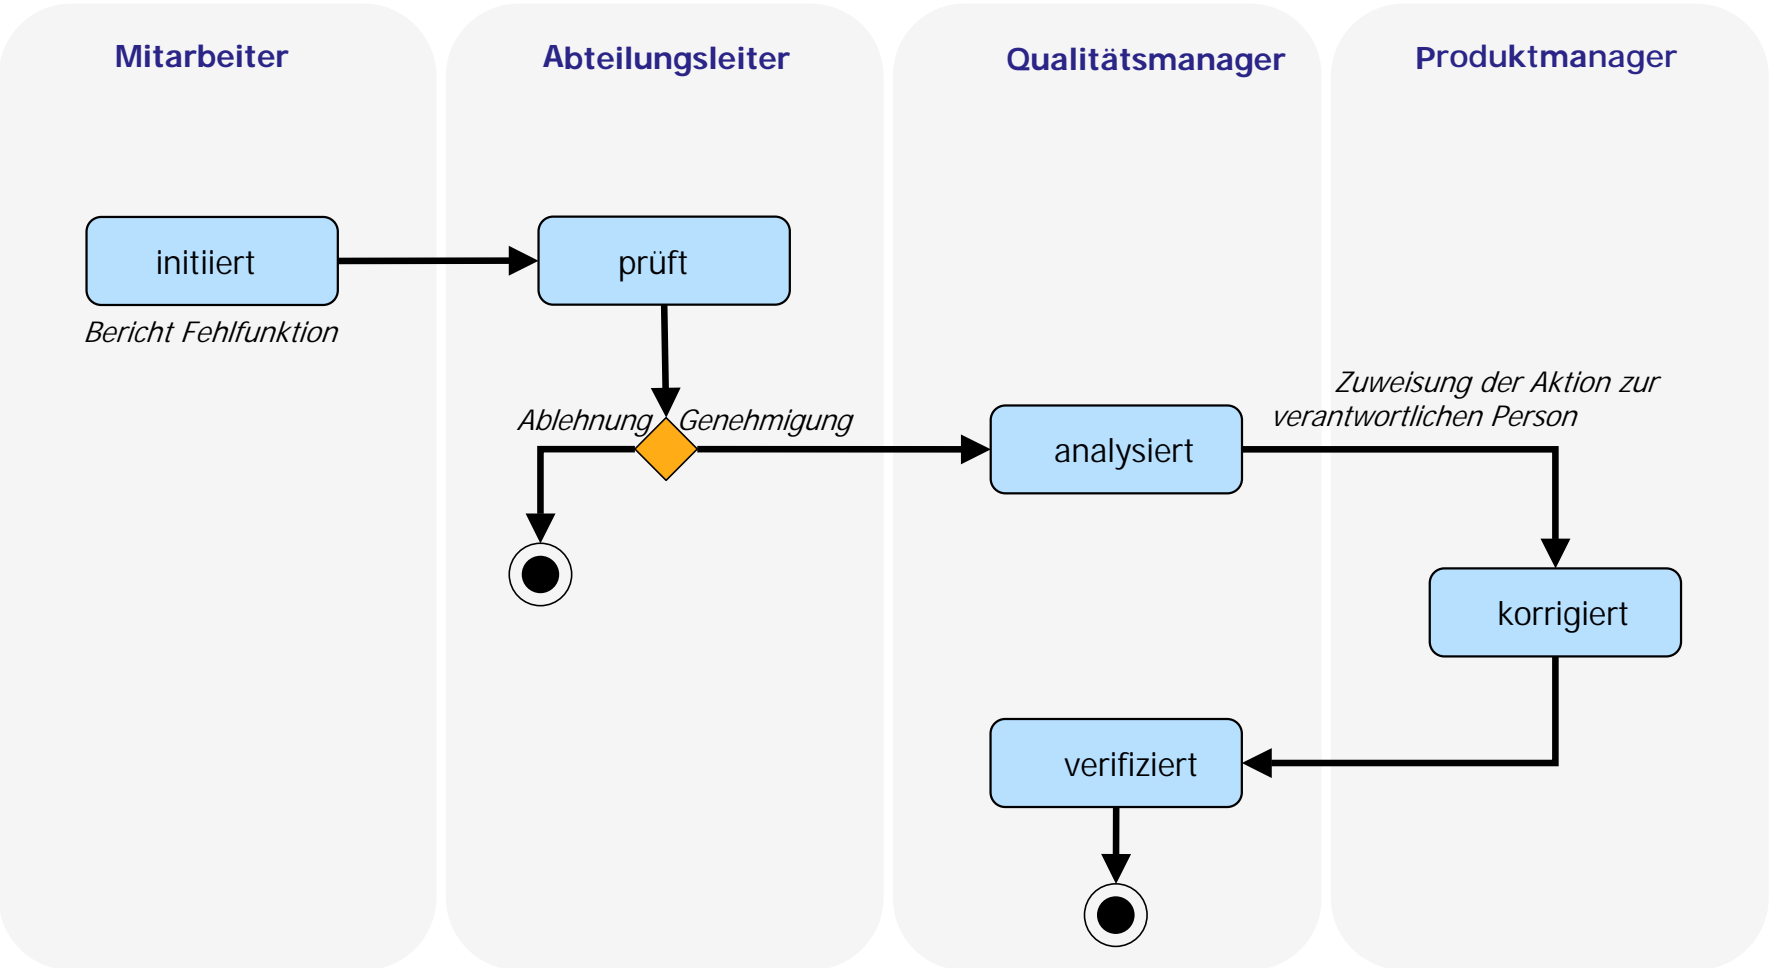 Mitarbeiter
Abteilungsleiter
Qualitätsmanager
Produktmanager
initiiert
prüft
Bericht Fehlfunktion
Ablehnung
Genehmigung
analysiert
Zuweisung der Aktion zur
verantwortlichen Person
korrigiert
verifiziert